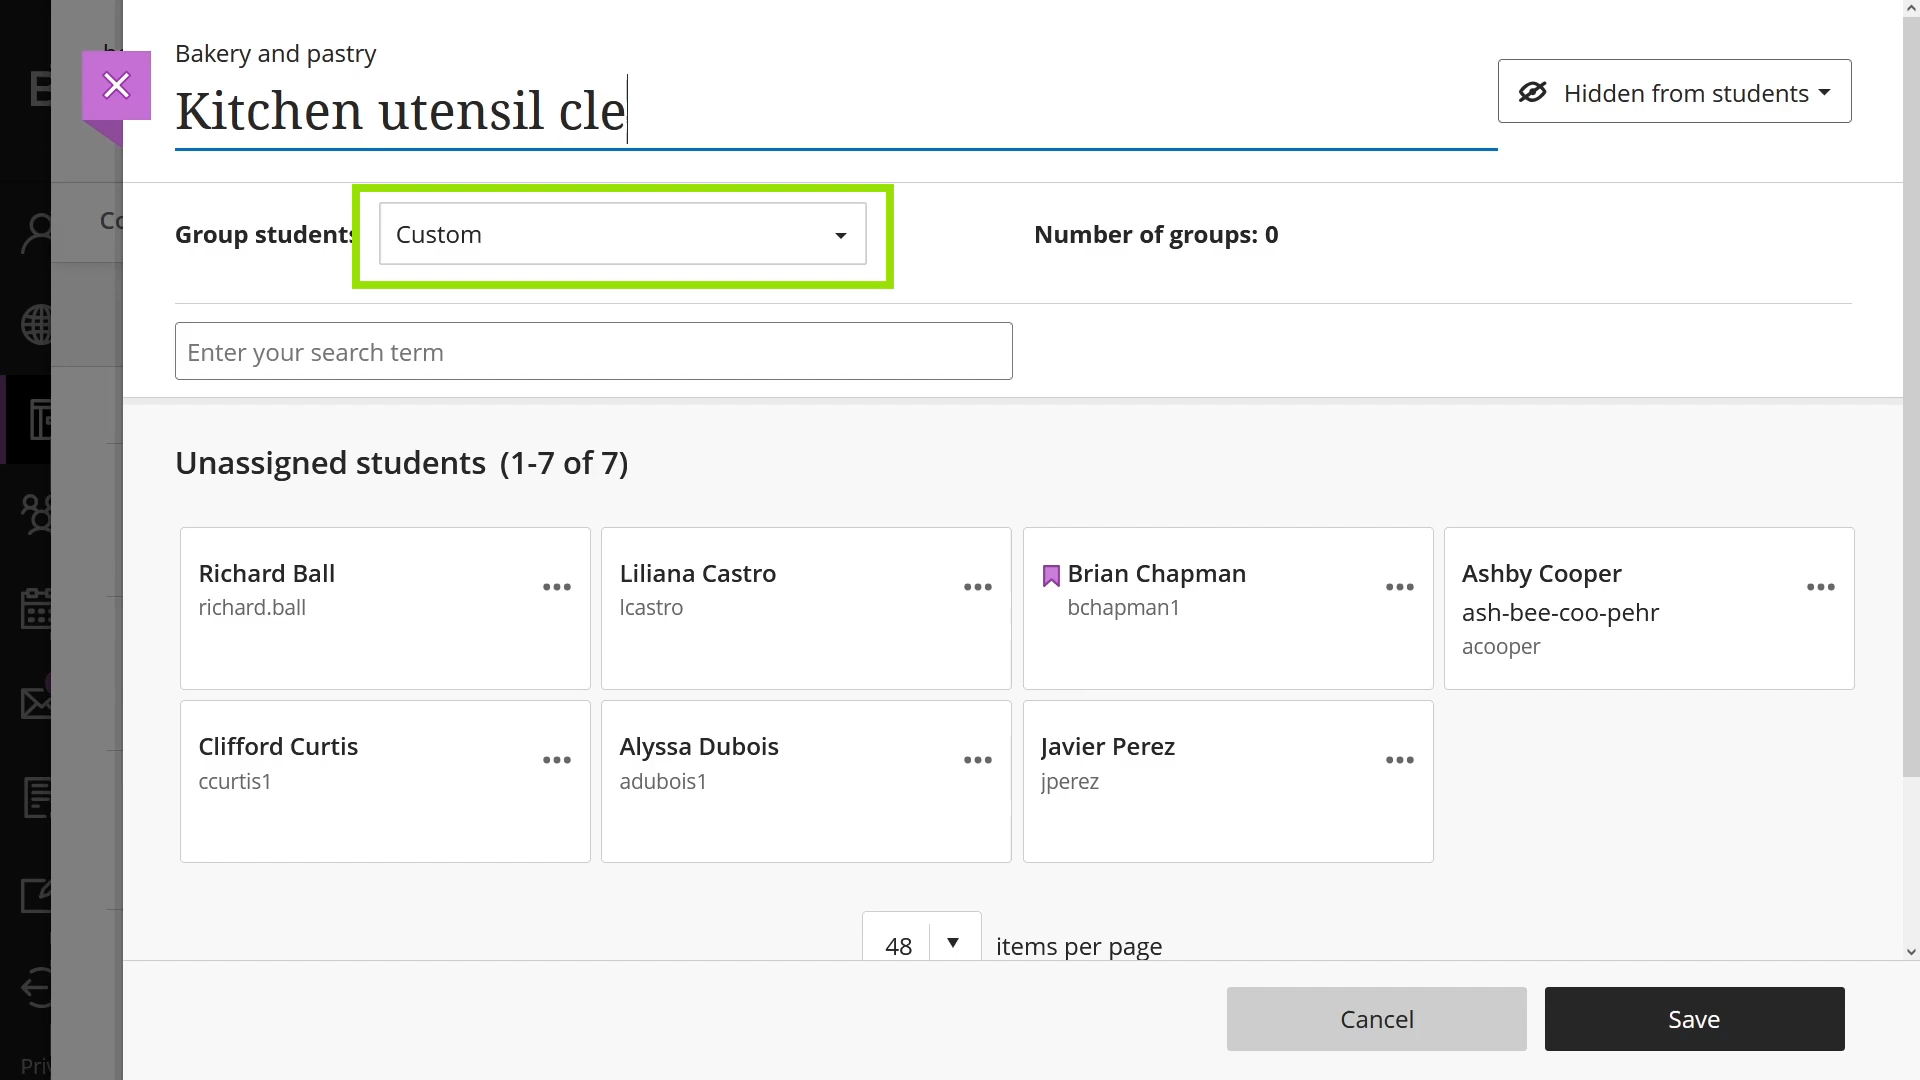 Bakery and pastry
Kitchen utensil cle
Hidden from students
Group students
Custom
Number of groups: 0
Enter your search term
Unassigned students (1-7 of 7)
Richard Ball
richard.ball
Liliana Castro
lcastro
Brian Chapman
bchapman1
Ashby Cooper
ash-bee-coo-pehr
acooper
Clifford Curtis
ccurtis1
Alyssa Dubois
adubois1
Javier Perez
jperez
48 items per page
Cancel
Save